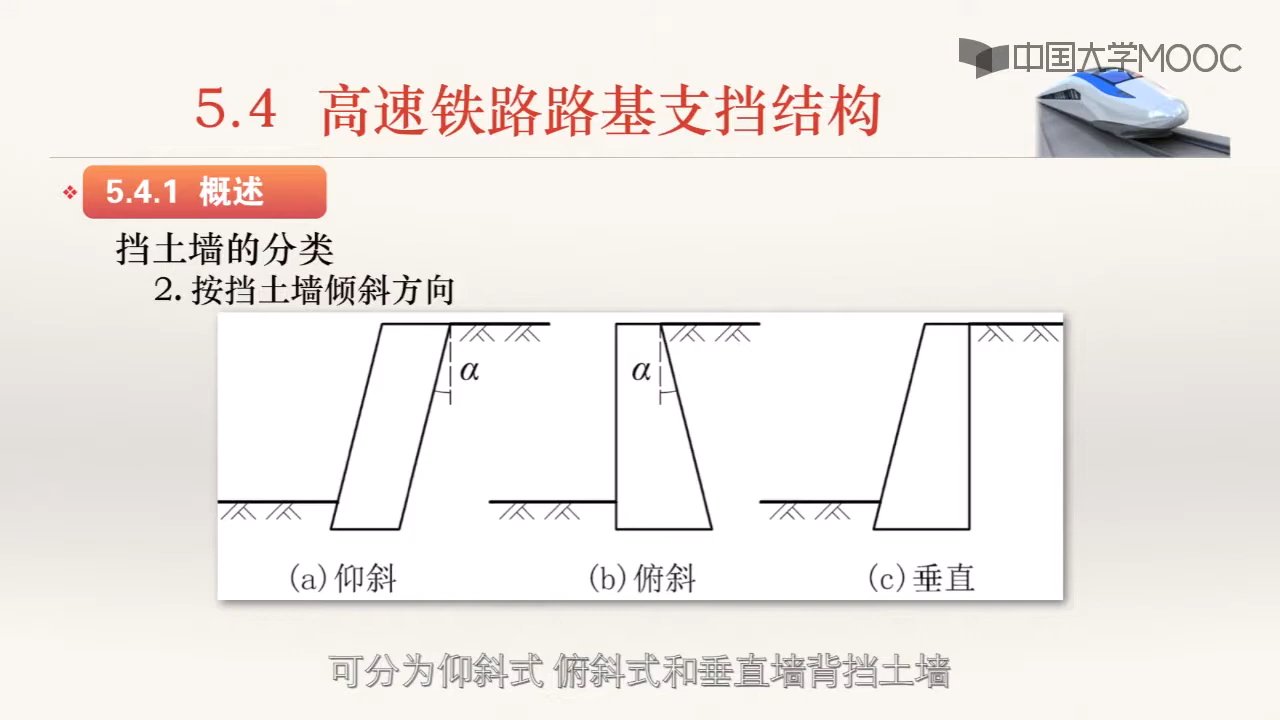 中国大学MOOC
5.4 高速铁路路基支挡结构
5.4.1 概述
挡土墙的分类
2. 按挡土墙倾斜方向
α
α
(a)仰斜
(b)俯斜
(c)垂直
可分为仰斜式 俯斜式和垂直墙背挡土墙